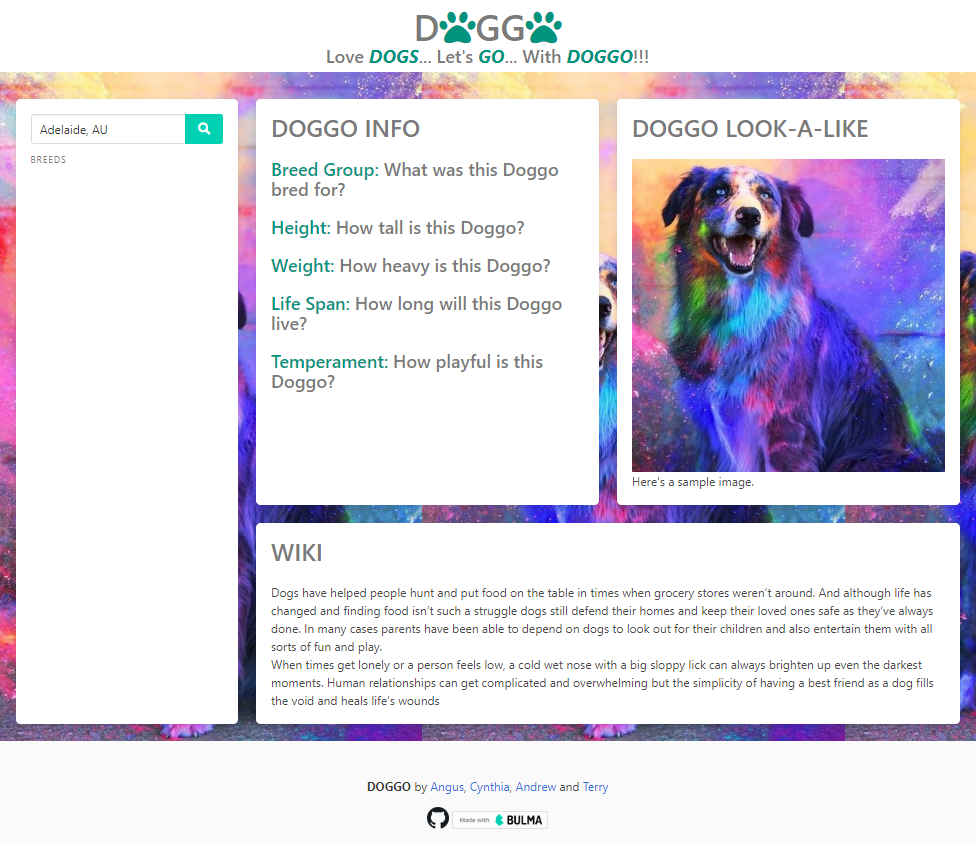 DOGGO
Love DOGS... Let's GO... With DOGGO!!!
Adelaide, AU
BREEDS
DOGGO INFO
Breed Group: What was this Doggo
bred for?
Height: How tall is this Doggo?
Weight: How heavy is this Doggo?
Life Span: How long will this Doggo
live?
Temperament: How playful is this
Doggo?
DOGGO LOOK-A-LIKE
Here's a sample image.
WIKI
Dogs have helped people hunt and put food on the table in times when grocery stores weren’t around. And although life has
changed and finding food isn’t such a struggle dogs still defend their homes and keep their loved ones safe as they’ve always
done. In many cases parents have been able to depend on dogs to look out for their children and also entertain them with all
sorts of fun and play.
When times get lonely or a person feels low, a cold wet nose with a big sloppy lick can always brighten up even the darkest
moments. Human relationships can get complicated and overwhelming but the simplicity of having a best friend as a dog fills
the void and heals life’s wounds
DOGGO by Angus, Cynthia, Andrew and Terry
Made with BULMA